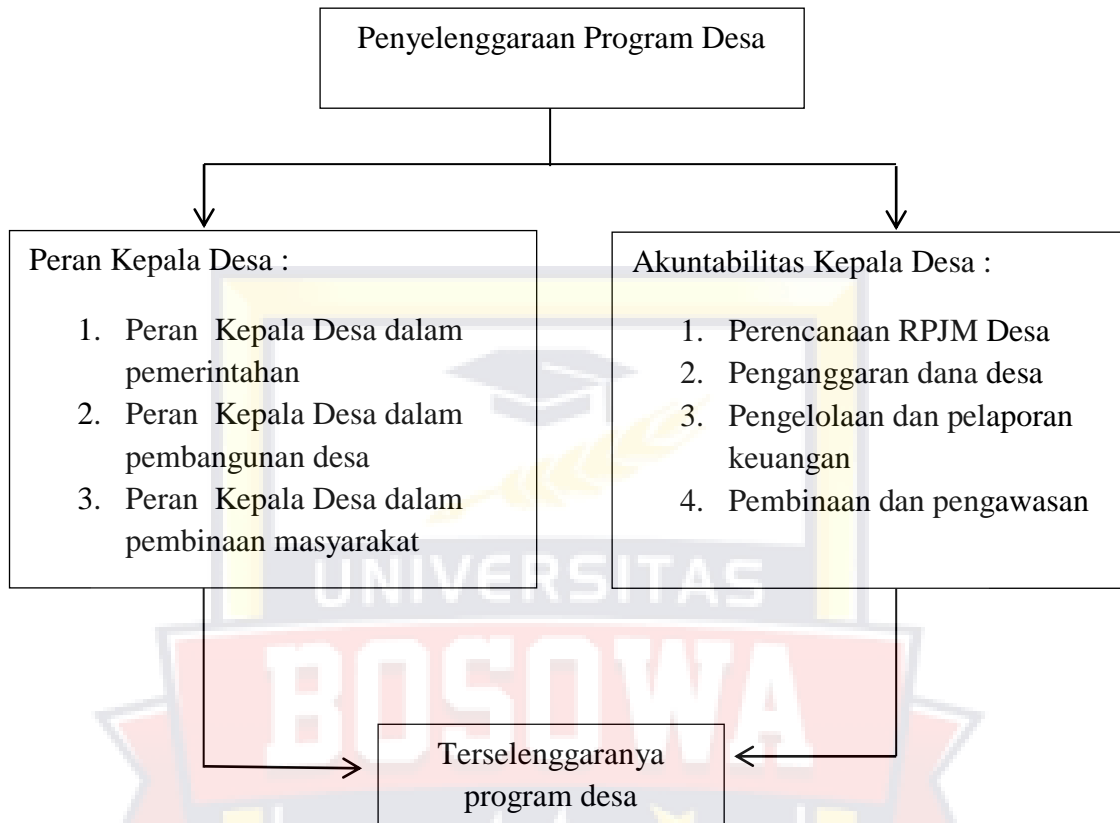 Penyelenggaraan Program Desa
Peran Kepala Desa :
1. Peran Kepala Desa dalam
pemerintahan
2. Peran Kepala Desa dalam
pembangunan desa
3. Peran Kepala Desa dalam
pembinaan masyarakat
Akuntabilitas Kepala Desa :
1. Perencanaan RPJM Desa
2. Penganggaran dana desa
3. Pengelolaan dan pelaporan
keuangan
4. Pembinaan dan pengawasan
UNIVERSITAS
BOSOWA
Terselenggaranya
program desa